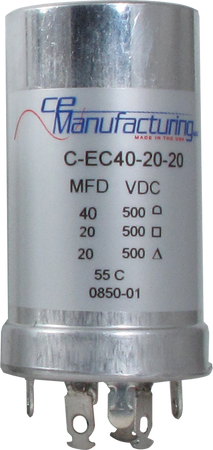 CE
Manufacturing
MADE IN THE USA
C-EC40-20-20
MFD VDC
40 500 ⌓
20 500 □
20 500 Δ
55 C
0850-01